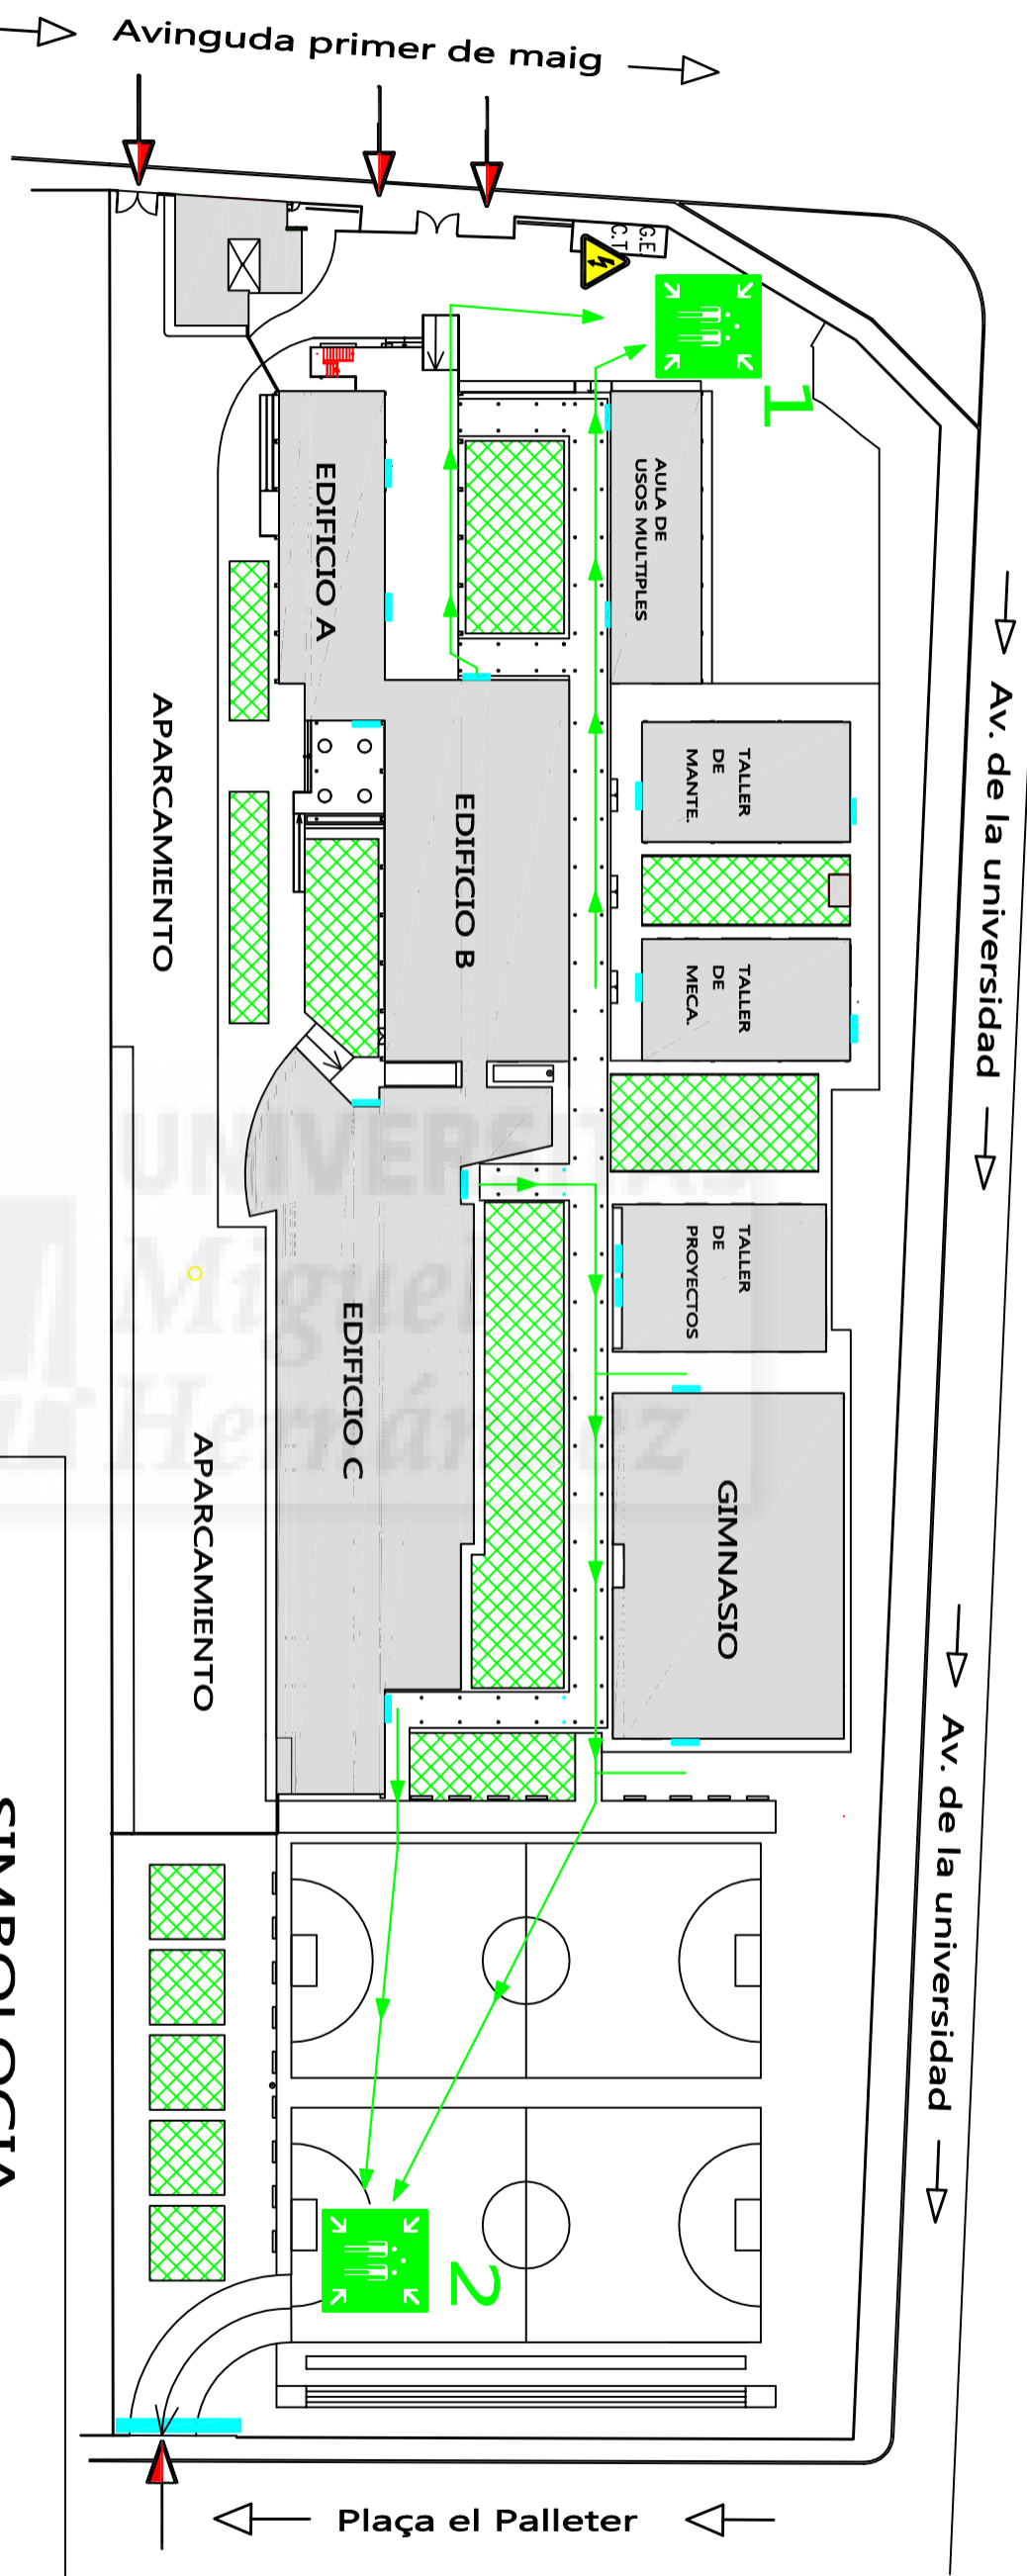 Avinguda primer de maig
G.E.
C.T
1
AULA DE
USOS MULTIPLES
EDIFICIO A
Av. de la universidad
APARCAMIENTO
EDIFICIO B
TALLER
DE
MANTE.
TALLER
DE
MECA.
UNIVERSITAS
Miguel
Hernández
TALLER
DE
PROYECTOS
EDIFICIO C
GIMNASIO
APARCAMIENTO
Av. de la universidad
SIMBOLOGIA
2
Plaça el Palleter